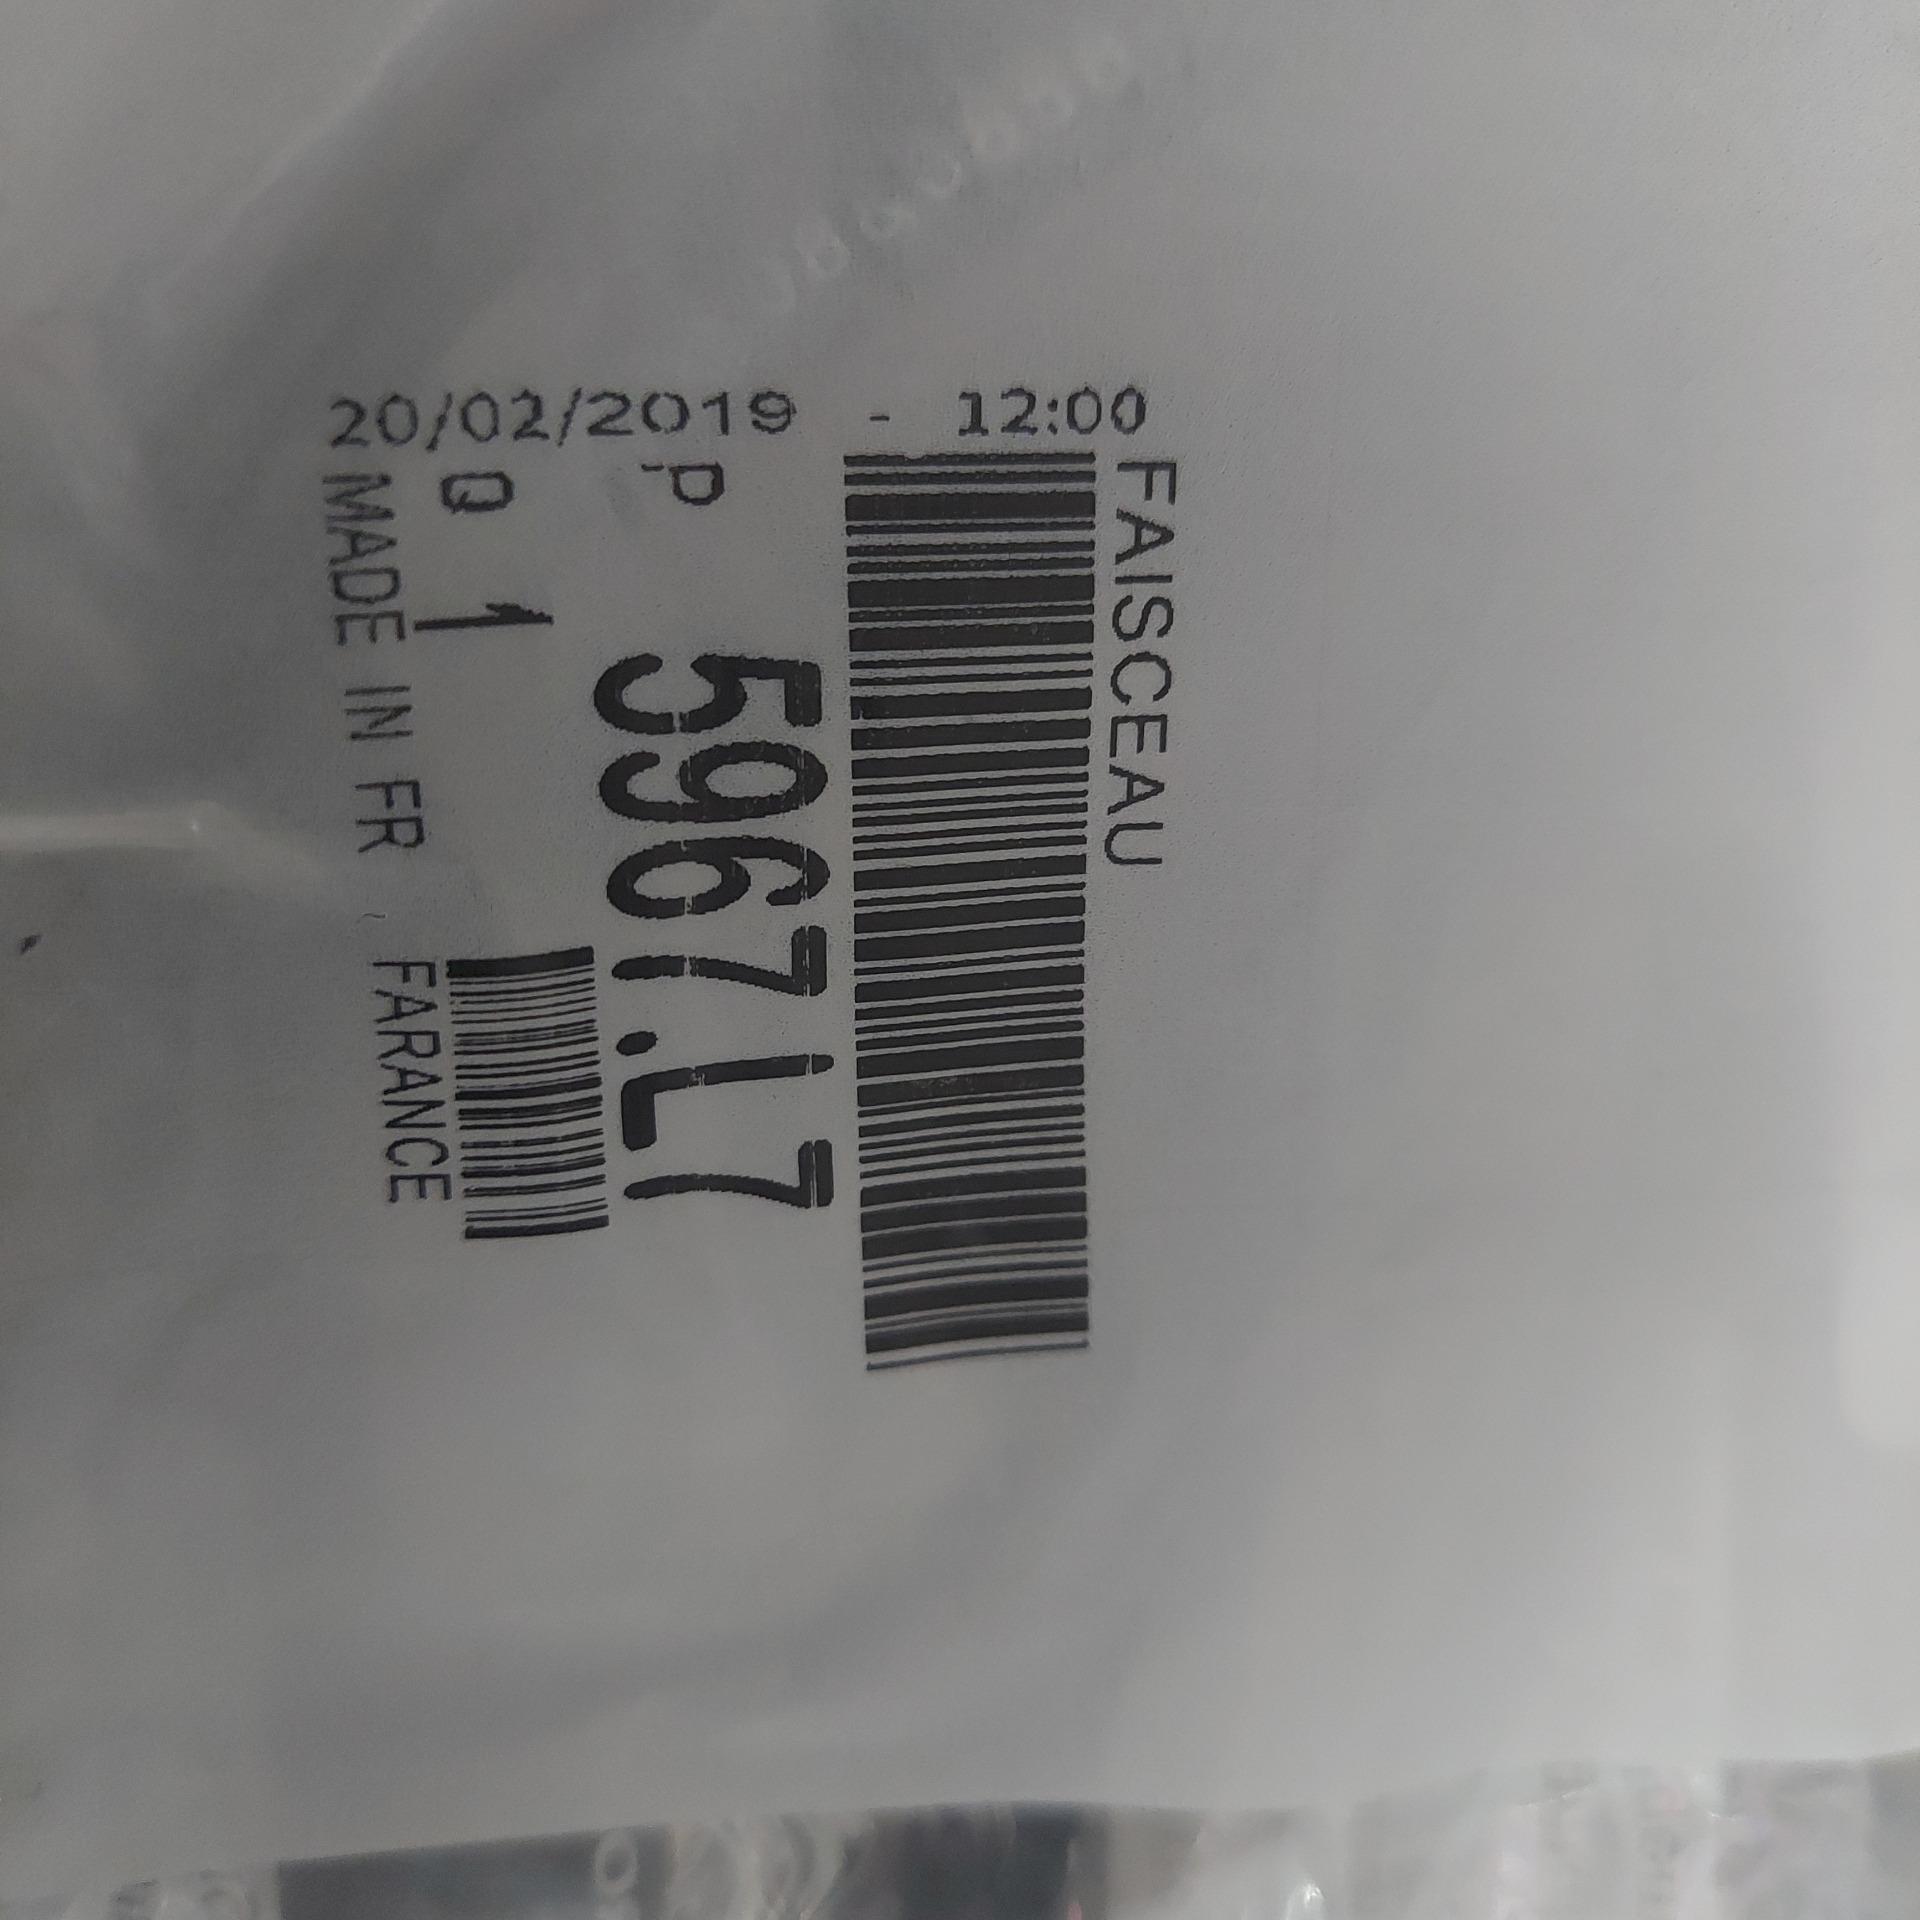 20/02/2019 - 12:00
FAISCEAU
P 5967.L7
Q 1
MADE IN FR FARANCE